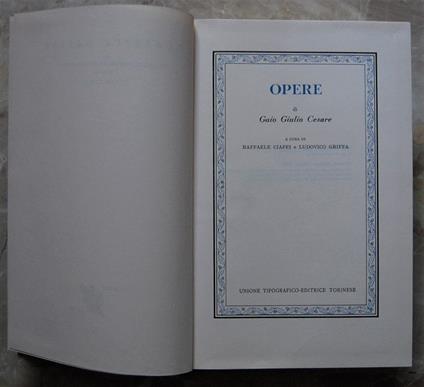 OPERE
di
Gaio Giulio Cesare
A CURA DI
RAFFAELE CIAFFI e LUDOVICO GRIFFA
UNIONE TIPOGRAFICO-EDITRICE TORINESE